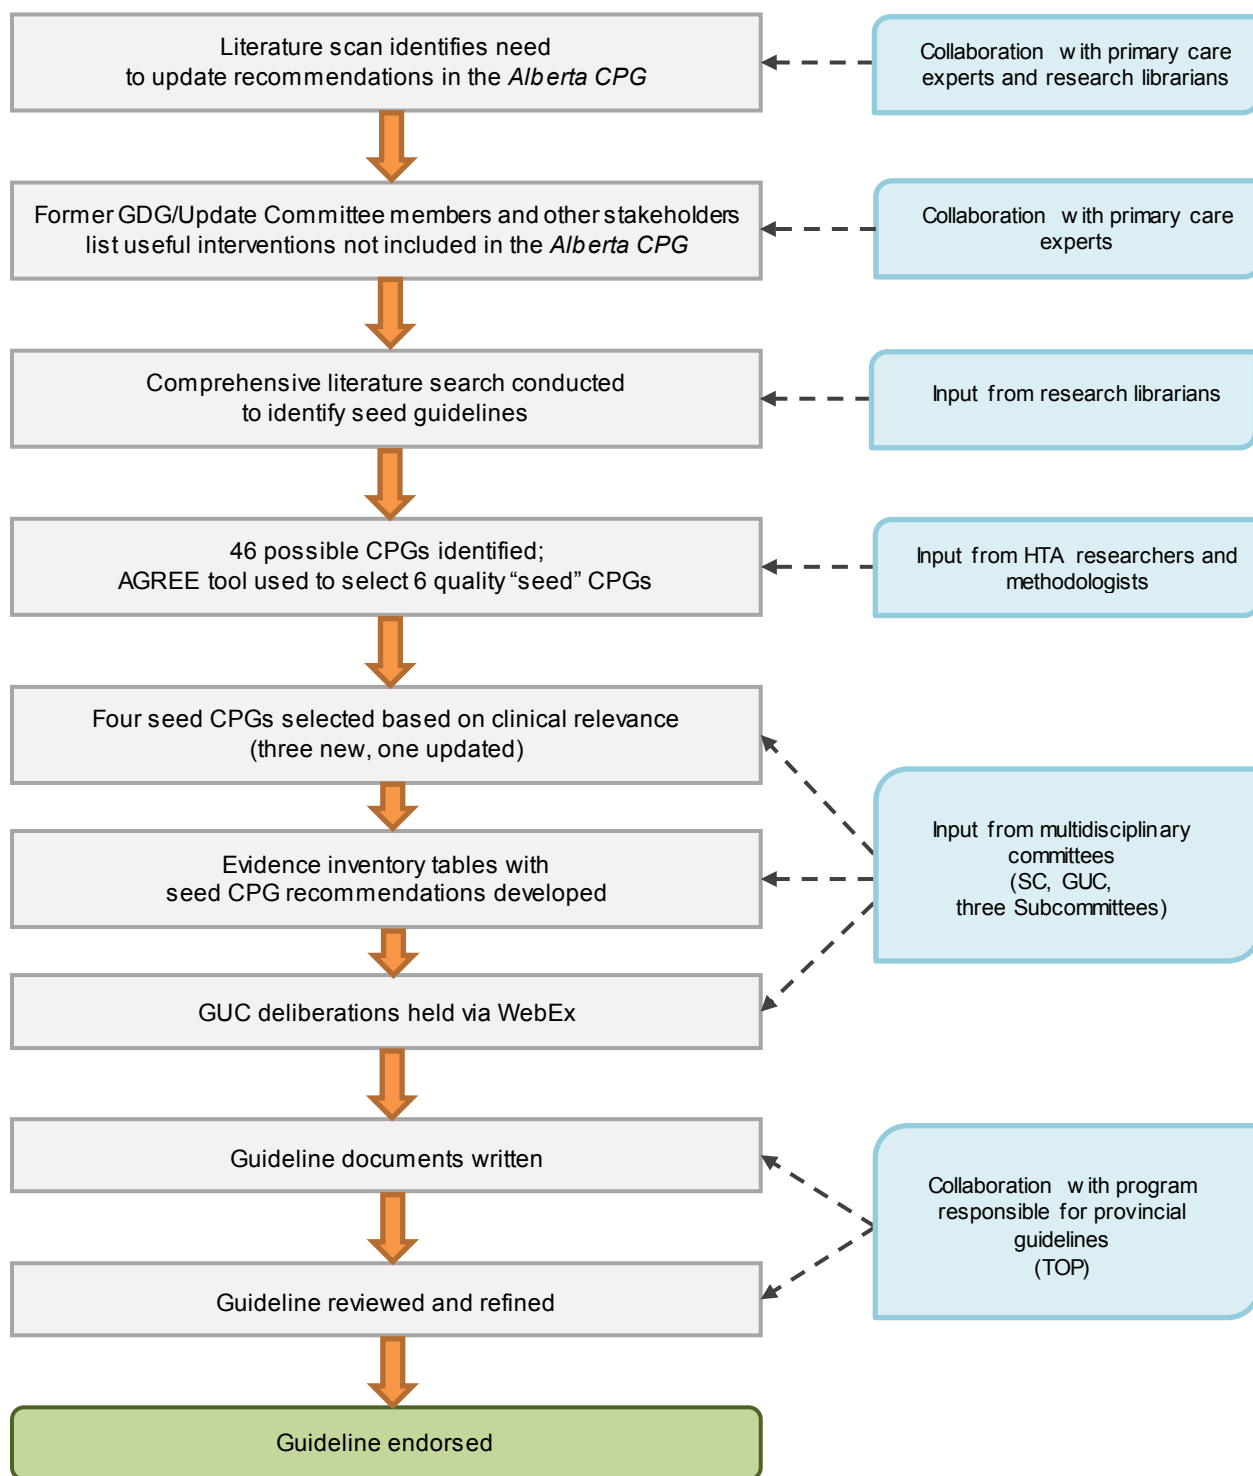 Literature scan identifies need
to update recommendations in the Alberta CPG
Collaboration with primary care
experts and research librarians
Former GDG/Update Committee members and other stakeholders
list useful interventions not included in the Alberta CPG
Collaboration with primary care
experts
Comprehensive literature search conducted
to identify seed guidelines
Input from research librarians
46 possible CPGs identified;
AGREE tool used to select 6 quality “seed” CPGs
Input from HTA researchers and
methodologists
Four seed CPGs selected based on clinical relevance
(three new, one updated)
Evidence inventory tables with
seed CPG recommendations developed
GUC deliberations held via WebEx
Input from multidisciplinary
committees
(SC, GUC,
three Subcommittees)
Guideline documents written
Guideline reviewed and refined
Collaboration with program
responsible for provincial
guidelines
(TOP)
Guideline endorsed